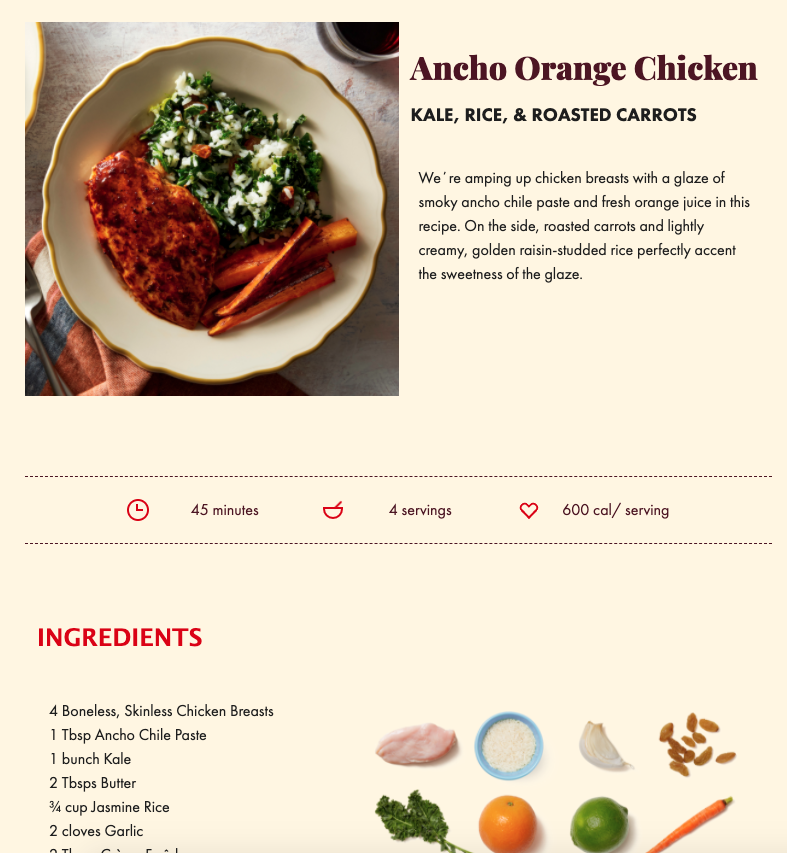 Ancho Orange Chicken
KALE, RICE, & ROASTED CARROTS
We´re amping up chicken breasts with a glaze of
smoky ancho chile paste and fresh orange juice in this
recipe. On the side, roasted carrots and lightly
creamy, golden raisin-studded rice perfectly accent
the sweetness of the glaze.
45 minutes
4 servings
600 cal/ serving
INGREDIENTS
4 Boneless, Skinless Chicken Breasts
1 Tbsp Ancho Chile Paste
1 bunch Kale
2 Tbsps Butter
¾ cup Jasmine Rice
2 cloves Garlic